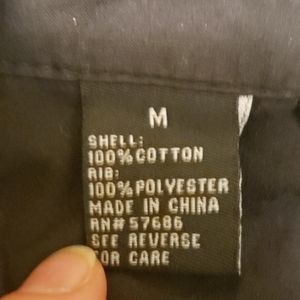 M
SHELL:
100% COTTON
RIB:
100% POLYESTER
MADE IN CHINA
RN# 57686
SEE REVERSE
FOR CARE